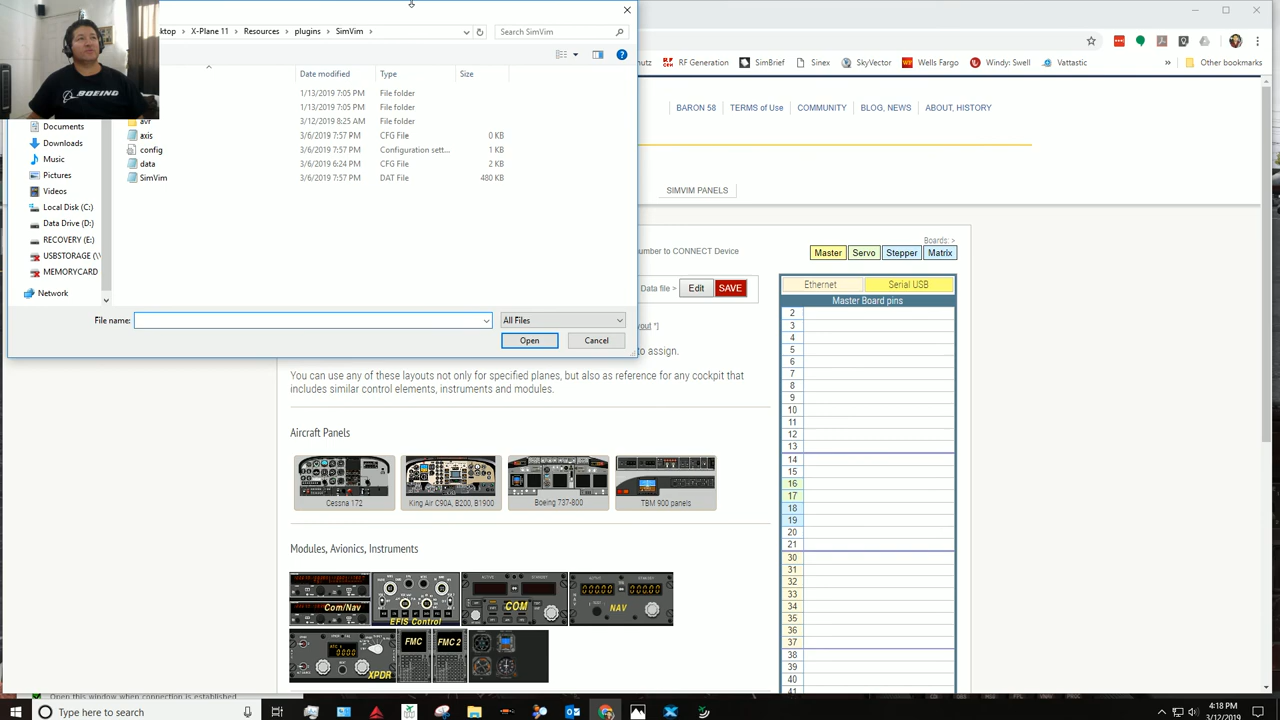 ktop > X-Plane 11 > Resources > plugins > SimVim >
Search SimVim
Date modified Type Size
1/13/2019 7:05 PM File folder
1/13/2019 7:05 PM File folder
avr 3/12/2019 8:25 AM File folder
axis 3/6/2019 7:57 PM CFG File 0 KB
config 3/6/2019 7:57 PM Configuration sett... 1 KB
data 3/6/2019 6:24 PM CFG File 2 KB
SimVim 3/6/2019 7:57 PM DAT File 480 KB
Documents
Downloads
Music
Pictures
Videos
Local Disk (C:)
Data Drive (D:)
RECOVERY (E:)
USBSTORAGE (\\
MEMORYCARD
Network
File name:
All Files
Open Cancel
BOEING
nutz RF Generation SimBrief Sinex SkyVector Wells Fargo Windy: Swell Vattastic » Other bookmarks
BARON 58 TERMS of Use COMMUNITY BLOG, NEWS ABOUT, HISTORY
SIMVIM PANELS
umber to CONNECT Device
Boards: >
Master Servo Stepper Matrix
Data file > Edit SAVE
yout *]
to assign.
You can use any of these layouts not only for specified planes, but also as reference for any cockpit that
includes similar control elements, instruments and modules.
Aircraft Panels
Cessna 172
King Air C90A, B200, B1900
Boeing 737-800
TBM 900 panels
Modules, Avionics, Instruments
Com/Nav
EFIS Control
COM
NAV
XPDR
FMC
FMC 2
Ethernet Serial USB
Master Board pins
2
3
4
5
6
7
8
9
10
11
12
13
14
15
16
17
18
19
20
21
30
31
32
33
34
35
36
37
38
39
40
41
Open this window when connection is established
Type here to search
4:18 PM
3/12/2019